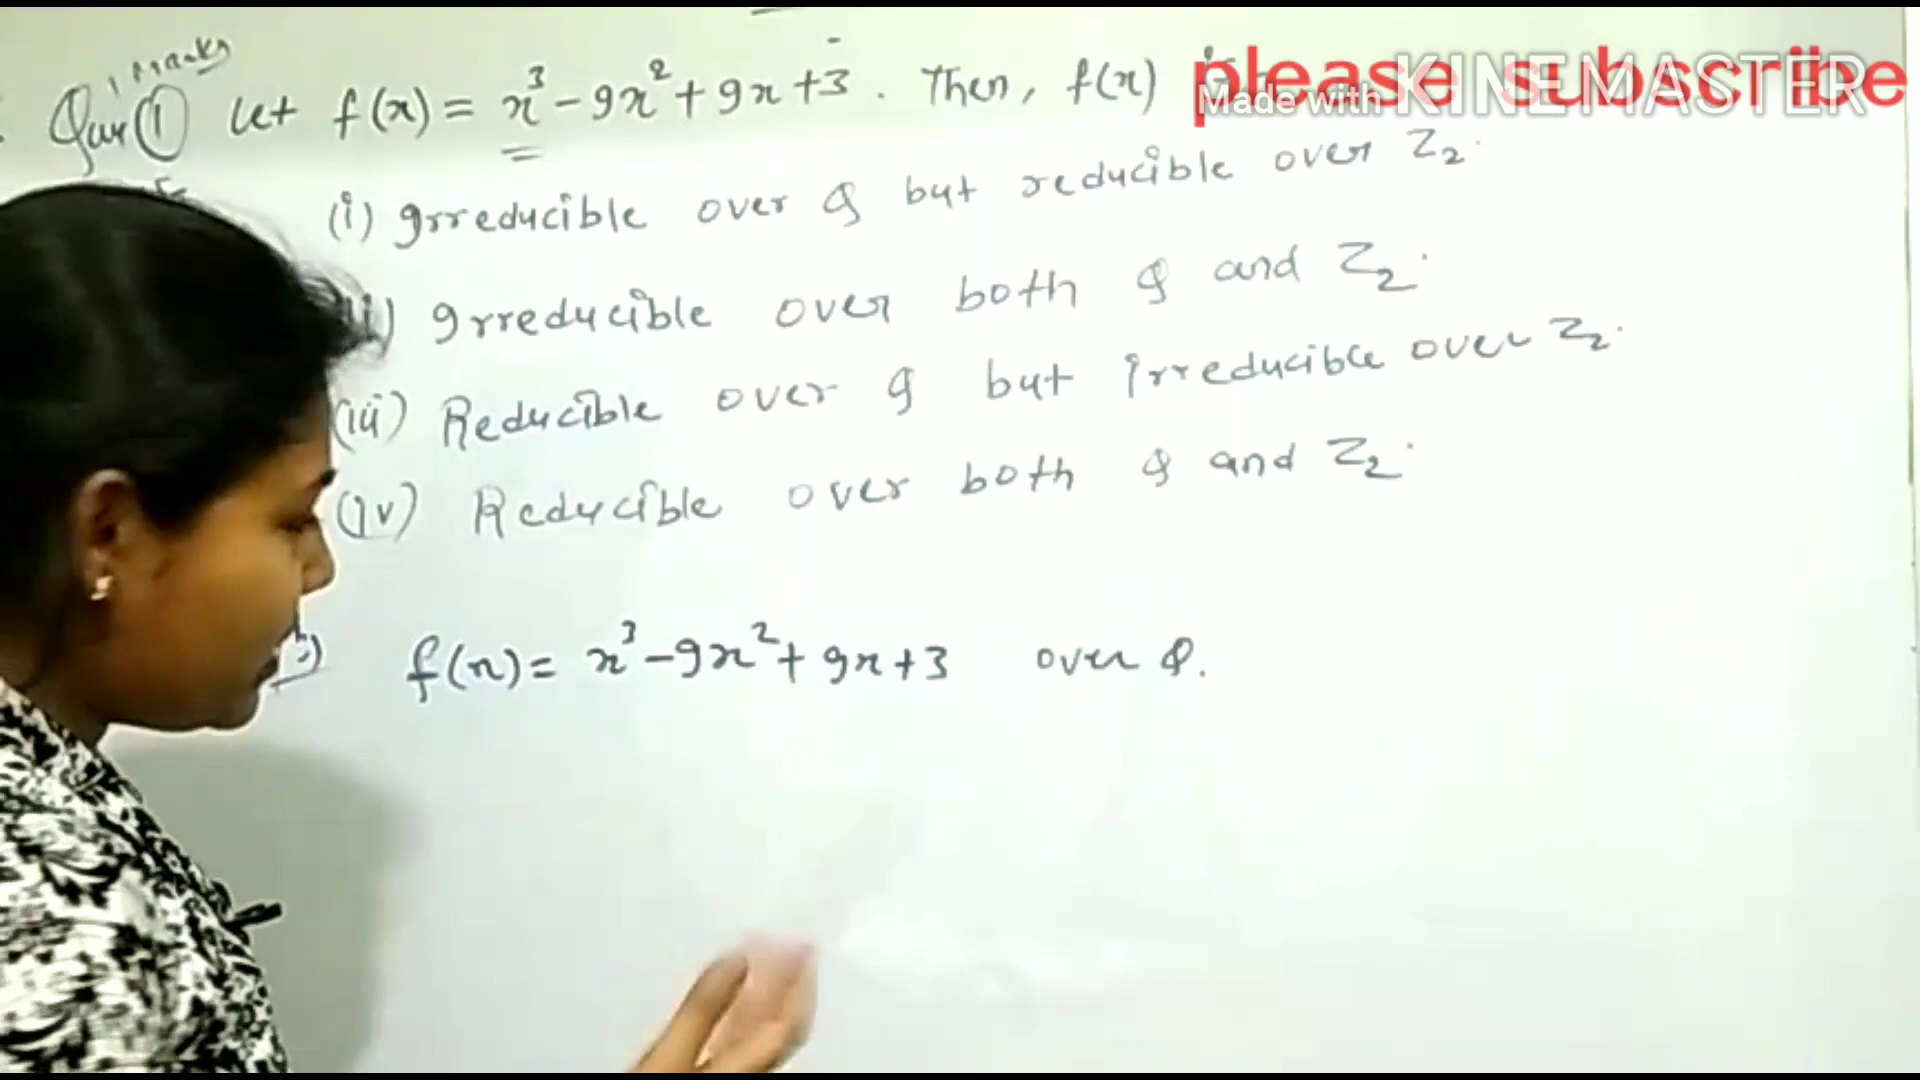 1 Marks
Que ① Let f(x) = x³ - 9x² + 9x + 3 . Then, f(x)
please subscribe
Made with KINEMASTER
(i) Irreducible over Q but reducible over Z₂.
(ii) Irreducible over both Q and Z₂.
(iii) Reducible over Q but irreducible over Z₂.
(iv) Reducible over both Q and Z₂.
f(x) = x³ - 9x² + 9x + 3 over Q.